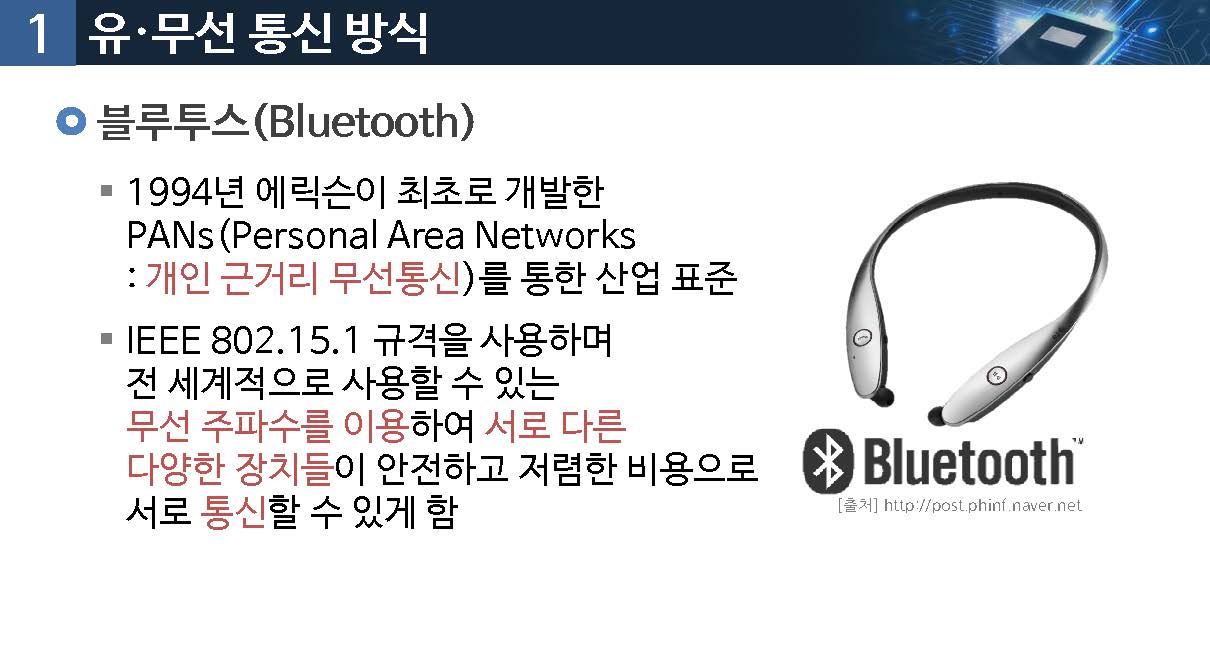 1 유·무선 통신 방식
블루투스(Bluetooth)
1994년 에릭슨이 최초로 개발한
PANs(Personal Area Networks
: 개인 근거리 무선통신)를 통한 산업 표준
IEEE 802.15.1 규격을 사용하며
전 세계적으로 사용할 수 있는
무선 주파수를 이용하여 서로 다른
다양한 장치들이 안전하고 저렴한 비용으로
서로 통신할 수 있게 함
Bluetooth™
[출처] http://post.phinf.naver.net